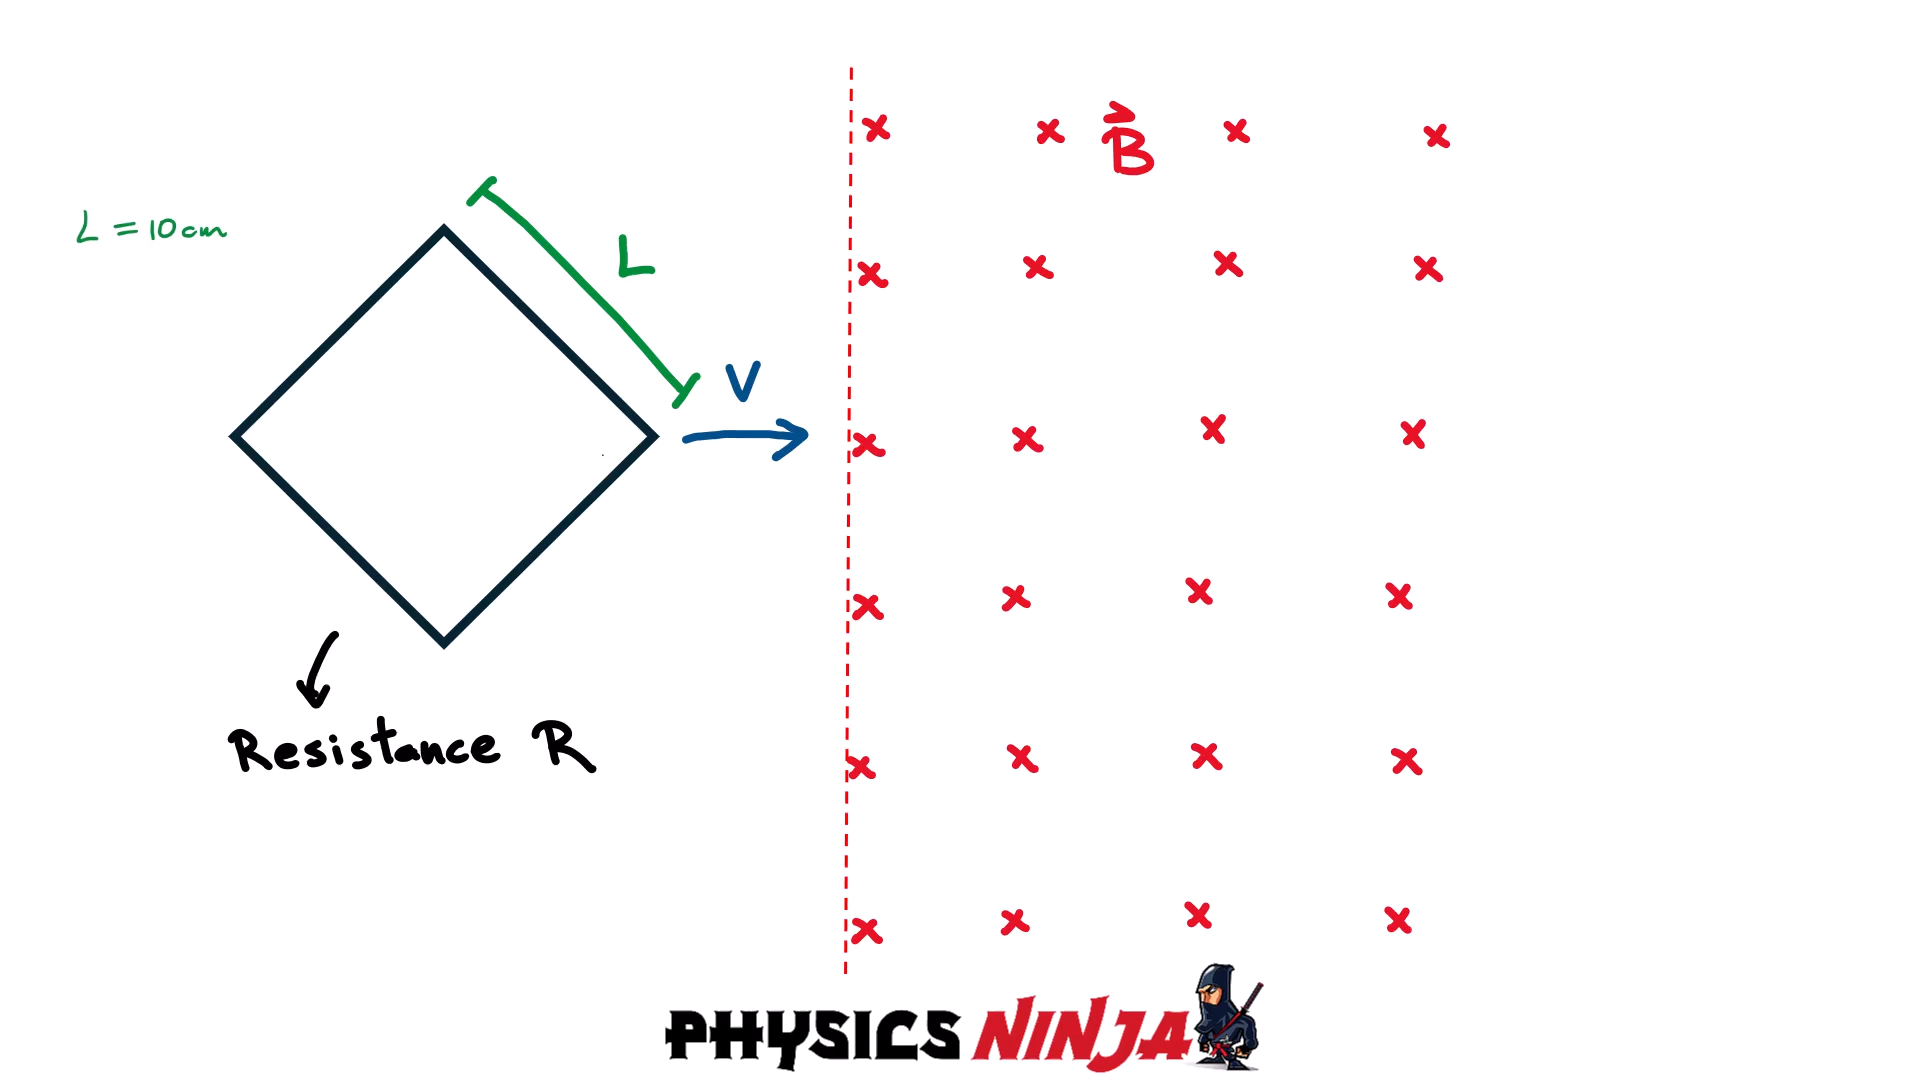 B
L = 10cm
L
V
Resistance R
PHYSICS NINJA